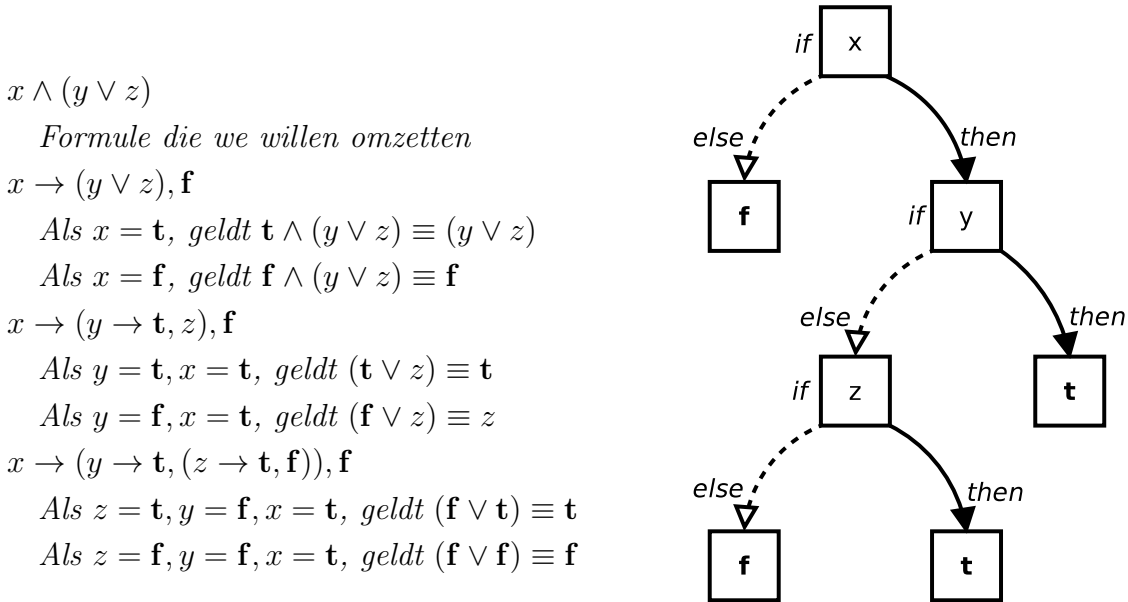 x ∧ (y ∨ z)
Formule die we willen omzetten
x → (y ∨ z), f
Als x = t, geldt t ∧ (y ∨ z) ≡ (y ∨ z)
Als x = f, geldt f ∧ (y ∨ z) ≡ f
x → (y → t, z), f
Als y = t, x = t, geldt (t ∨ z) ≡ t
Als y = f, x = t, geldt (f ∨ z) ≡ z
x → (y → t, (z → t, f)), f
Als z = t, y = f, x = t, geldt (f ∨ t) ≡ t
Als z = f, y = f, x = t, geldt (f ∨ f) ≡ f
if x
else then
f if y
else then
if z t
else then
f t